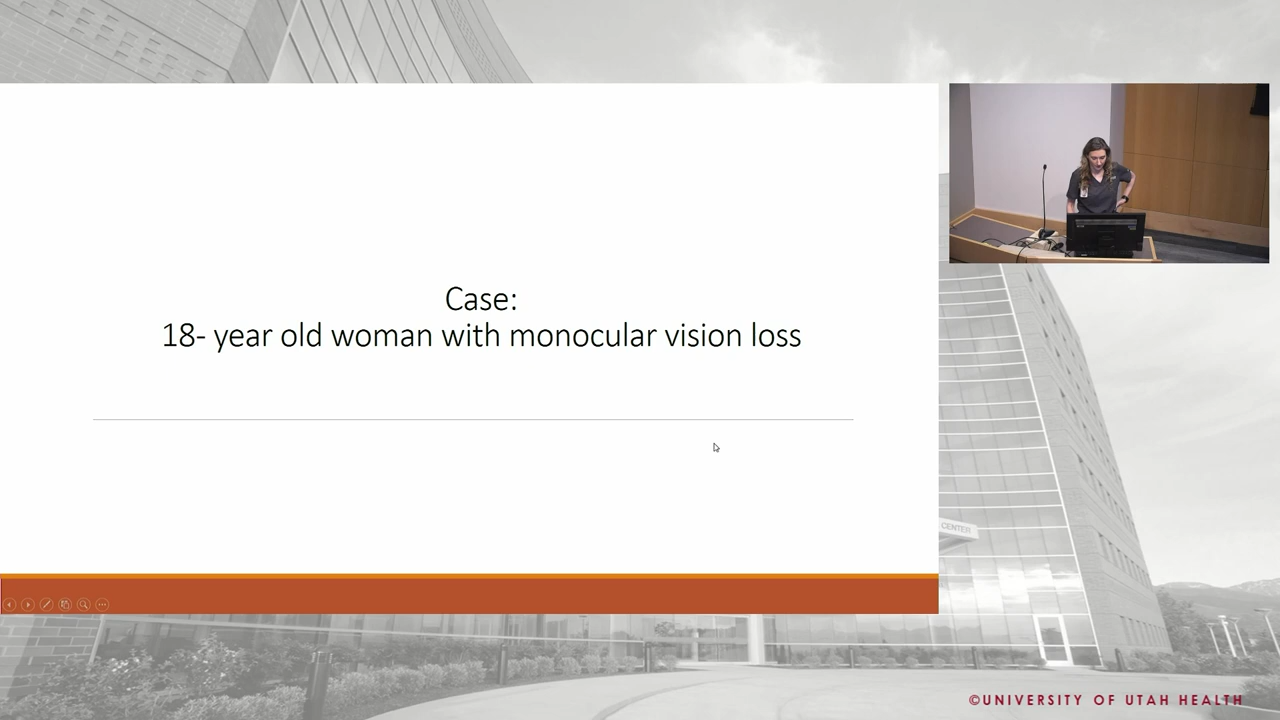 Case:
18- year old woman with monocular vision loss
CENTER
©UNIVERSITY OF UTAH HEALTH